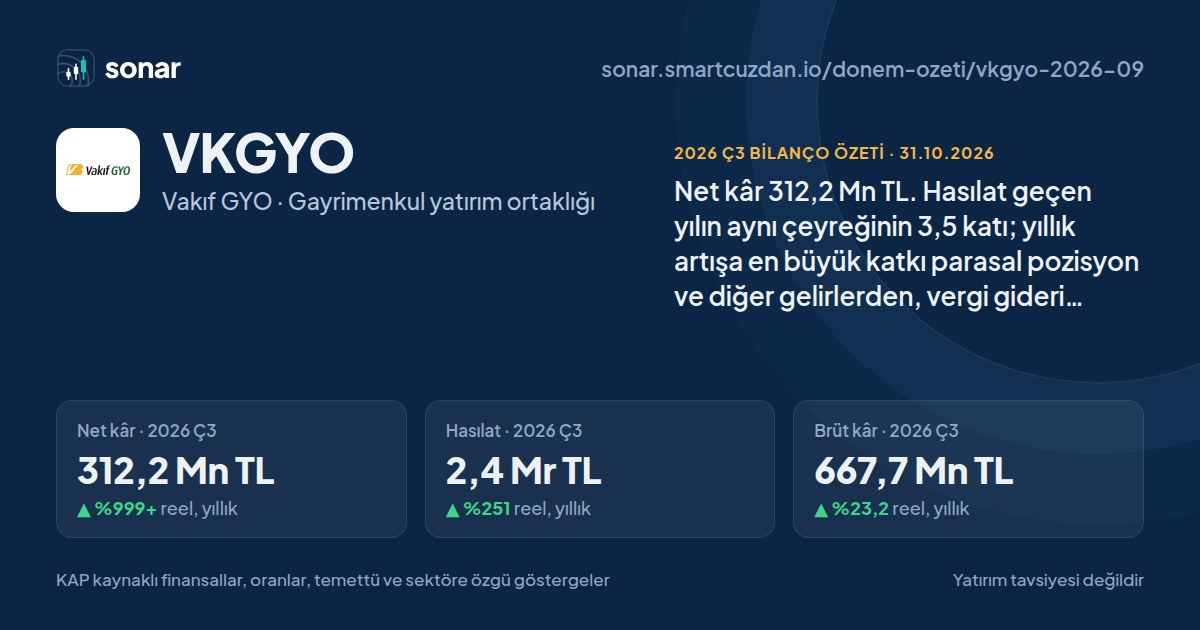 sonar
sonar.smartcuzdan.io/donem-ozeti/vkgyo-2026-09
Vakıf GYO
VKGYO
Vakıf GYO · Gayrimenkul yatırım ortaklığı
2026 Ç3 BİLANÇO ÖZETİ · 31.10.2026
Net kâr 312,2 Mn TL. Hasılat geçen
yılın aynı çeyreğinin 3,5 katı; yıllık
artışa en büyük katkı parasal pozisyon
ve diğer gelirlerden, vergi gideri…
Net kâr · 2026 Ç3
312,2 Mn TL
▲ %999+ reel, yıllık
Hasılat · 2026 Ç3
2,4 Mr TL
▲ %251 reel, yıllık
Brüt kâr · 2026 Ç3
667,7 Mn TL
▲ %23,2 reel, yıllık
KAP kaynaklı finansallar, oranlar, temettü ve sektöre özgü göstergeler
Yatırım tavsiyesi değildir